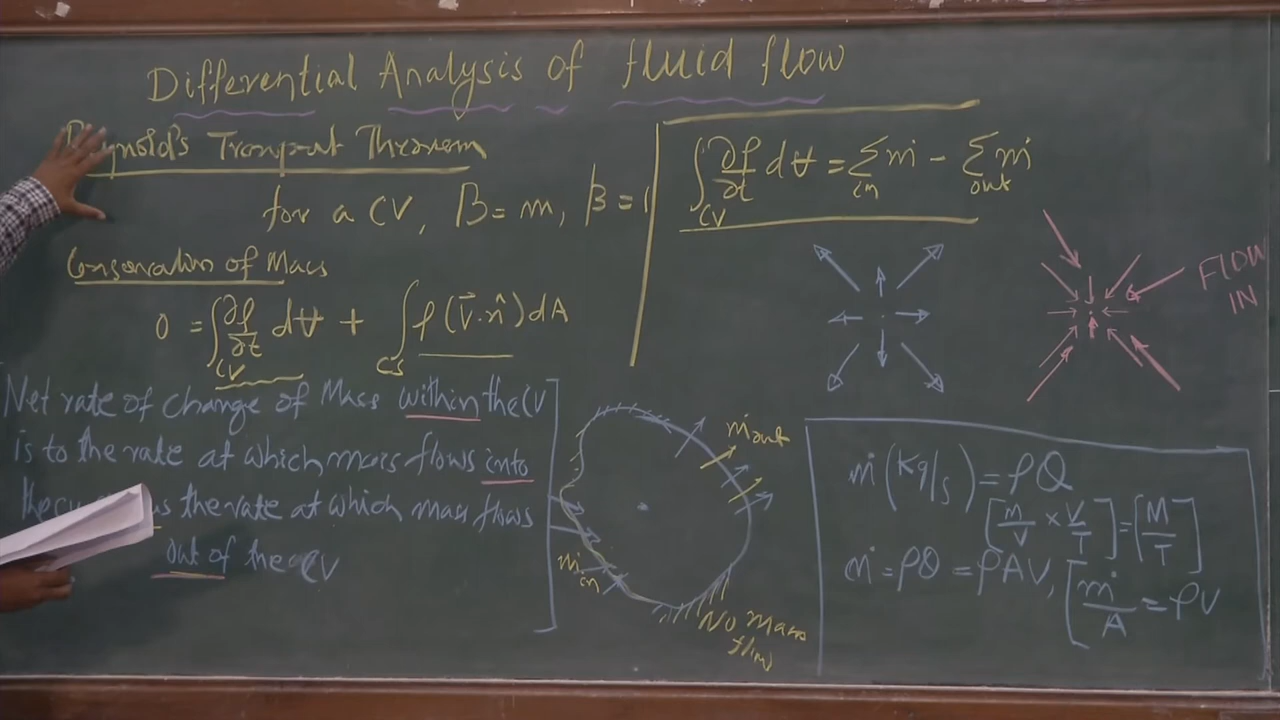 Differential Analysis of fluid flow
Reynold's Transport Theorem
for a CV, B = m, β = 1
Conservation of Mass
0 = ∫CV ∂ρ/∂t dV + ∫CS ρ(V⃗.n̂)dA
Net rate of change of Mass within the CV
is to the rate at which mass flows into
the rate at which mass flows
out of the CV
∫CV ∂ρ/∂t dV = Σin ṁ - Σout ṁ
FLOW
IN
ṁout
ṁin
No mass
flow
ṁ (Kg/s) = ρQ
[m/V × V/T] = [M/T]
ṁ = ρQ = ρAV, [ṁ/A = ρV